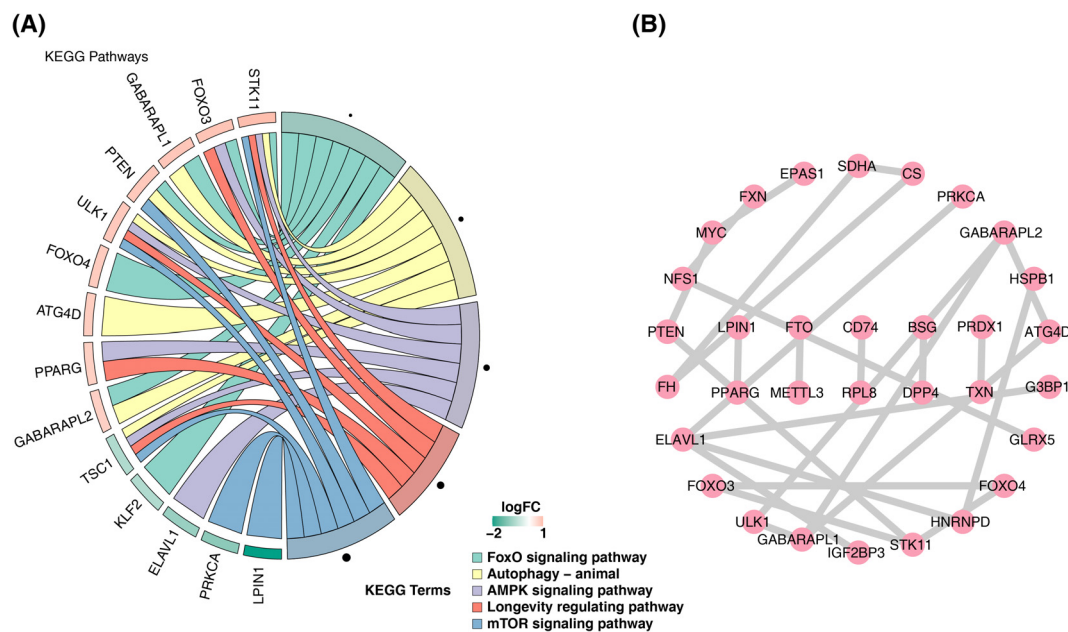 (A)
KEGG Pathways
STK11
FOXO3
GABARAPL1
PTEN
ULK1
FOXO4
ATG4D
PPARG
GABARAPL2
TSC1
KLF2
ELAVL1
PRKCA
LPIN1
logFC
−2 1
KEGG Terms
FoxO signaling pathway
Autophagy − animal
AMPK signaling pathway
Longevity regulating pathway
mTOR signaling pathway
(B)
SDHA
CS
EPAS1
FXN
PRKCA
MYC
GABARAPL2
NFS1
HSPB1
PTEN
LPIN1
FTO
CD74
BSG
PRDX1
ATG4D
FH
PPARG
METTL3
RPL8
DPP4
TXN
G3BP1
ELAVL1
GLRX5
FOXO3
FOXO4
ULK1
HNRNPD
GABARAPL1
IGF2BP3
STK11